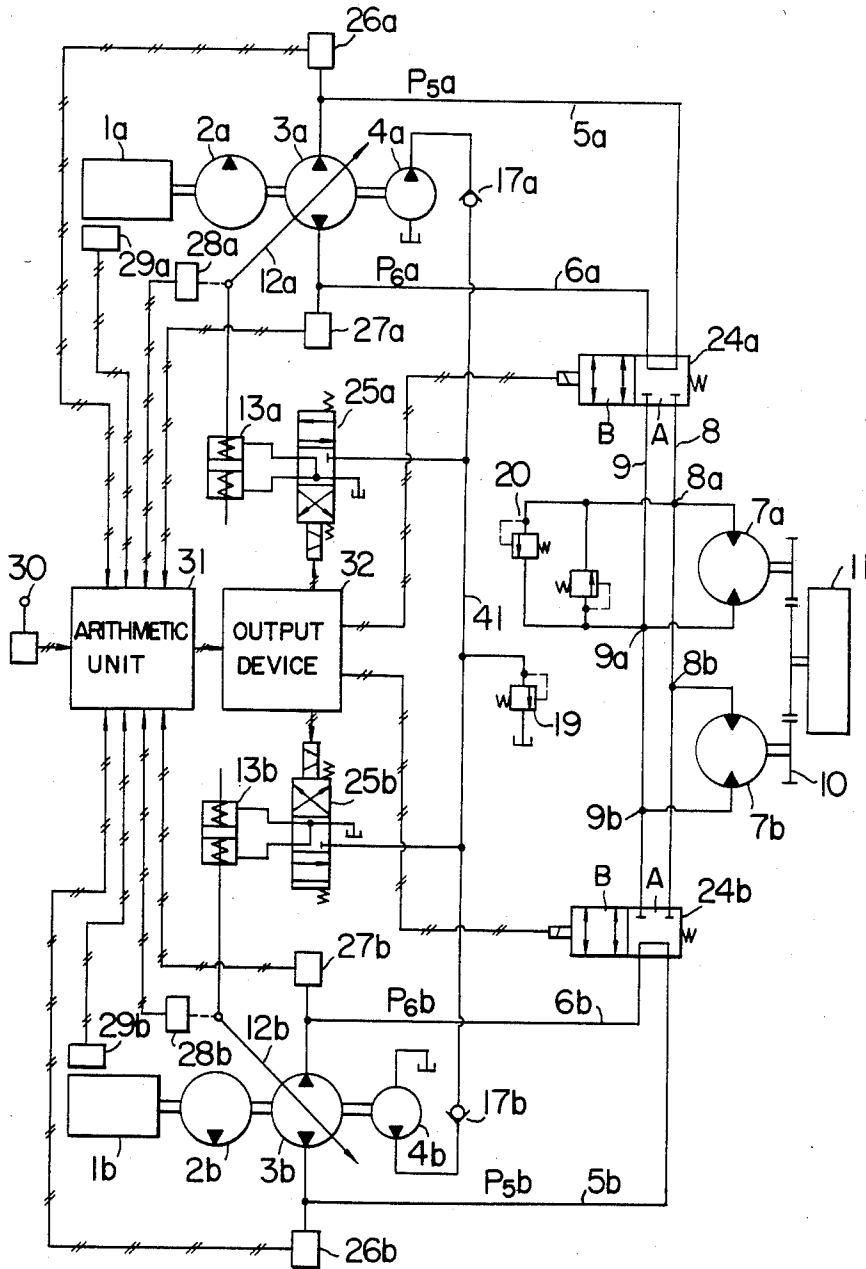 26a
P5a
5a
1a
2a
3a
4a
17a
29a
28a
12a
P6a
6a
27a
24a
25a
13a
B
A
8
9
20
8a
7a
30
31
32
11
ARITHMETIC
UNIT
OUTPUT
DEVICE
41
9a
8b
19
13b
25b
10
9b
7b
B
A
24b
27b
P6b
6b
29b
28b
12b
17b
1b
2b
3b
4b
P5b
5b
26b